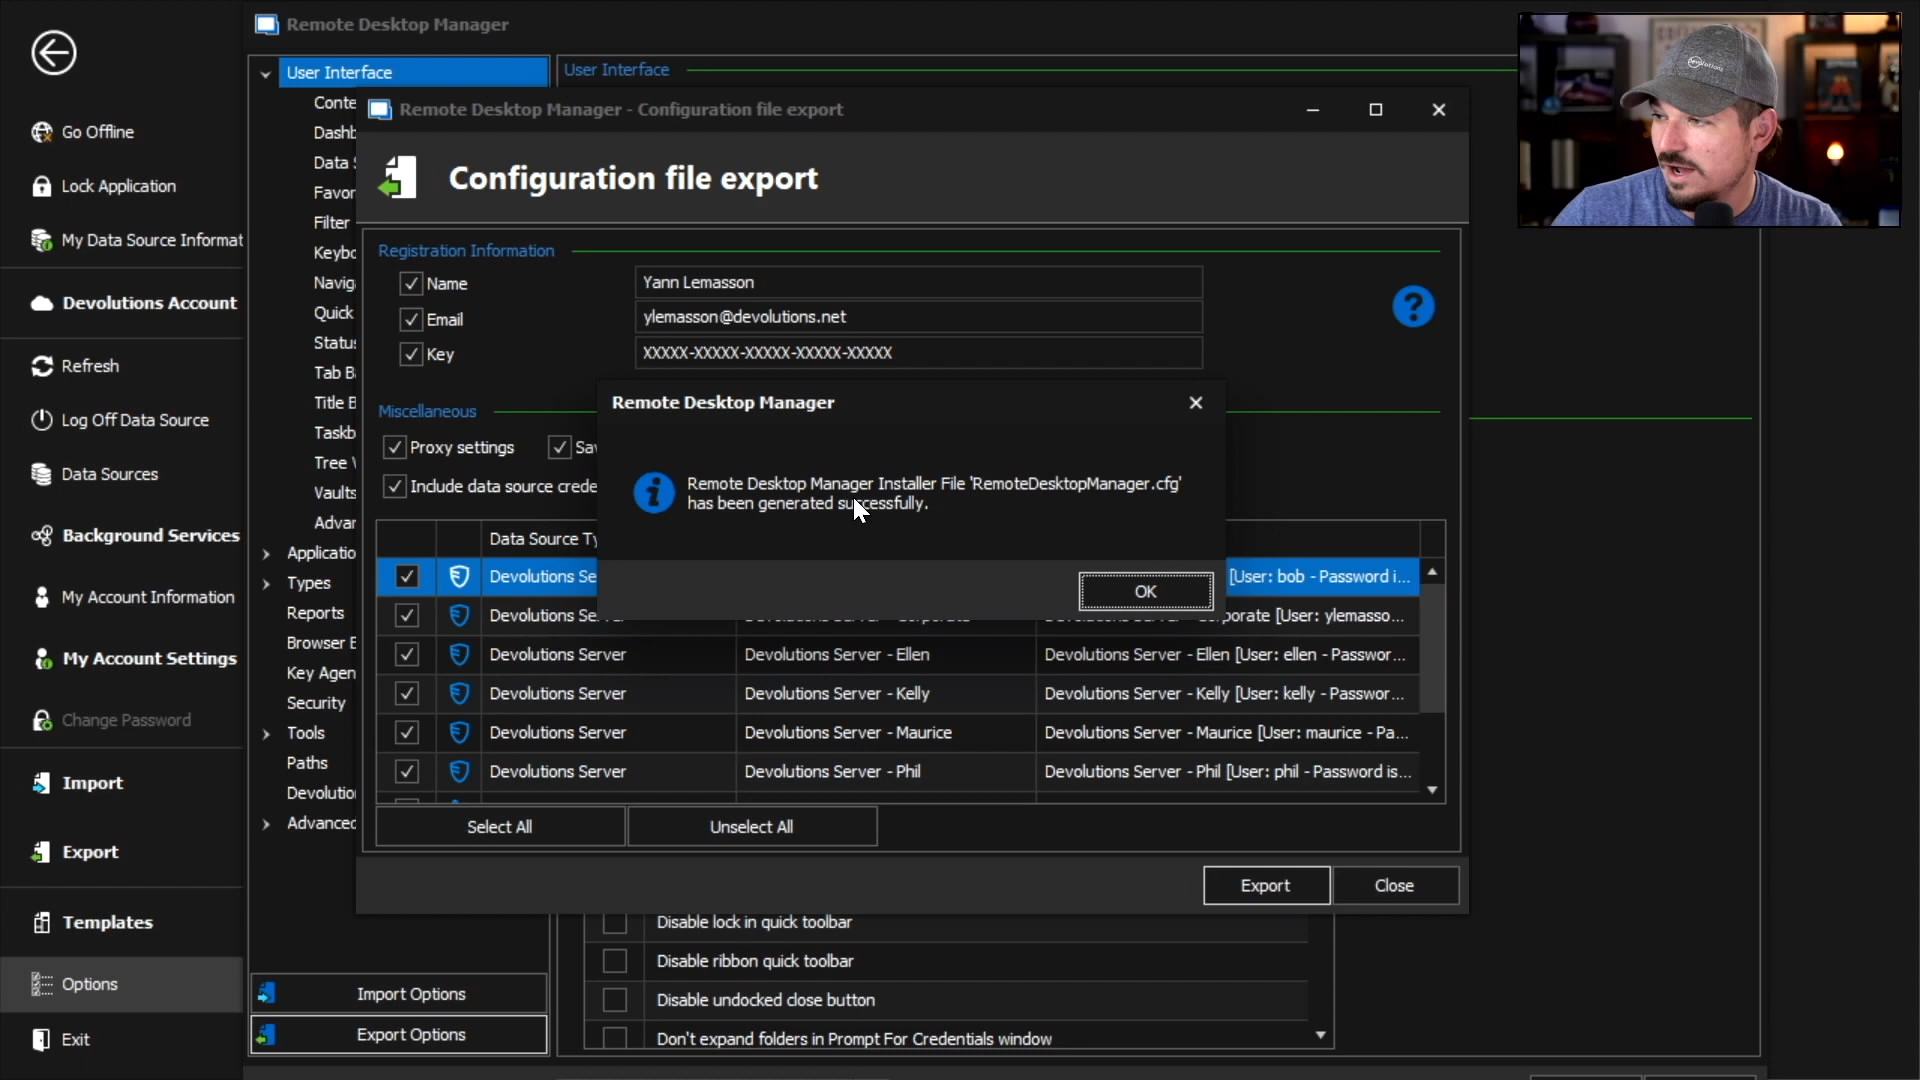 Remote Desktop Manager
Go Offline
Lock Application
My Data Source Informat
Devolutions Account
Refresh
Log Off Data Source
Data Sources
Background Services
My Account Information
My Account Settings
Change Password
Import
Export
Templates
Options
Exit
User Interface
Conte
Dashb
Data S
Favor
Filter
Keybo
Naviga
Quick
Status
Tab B
Title B
Taskb
Tree V
Vaults
Advan
Applicatio
Types
Reports
Browser E
Key Agen
Security
Tools
Paths
Devolution
Advanced
Import Options
Export Options
User Interface
Remote Desktop Manager - Configuration file export
Configuration file export
Registration Information
Name
Yann Lemasson
Email
ylemasson@devolutions.net
Key
XXXXX-XXXXX-XXXXX-XXXXX-XXXXX
?
Miscellaneous
Proxy settings
Sav
Include data source crede
Remote Desktop Manager
Remote Desktop Manager Installer File 'RemoteDesktopManager.cfg'
has been generated successfully.
OK
Data Source Ty
Devolutions Se [User: bob - Password i...
Devolutions Se... Devolutions Server - Corporate Devolutions Server - Corporate [User: ylemasso...
Devolutions Server Devolutions Server - Ellen Devolutions Server - Ellen [User: ellen - Passwor...
Devolutions Server Devolutions Server - Kelly Devolutions Server - Kelly [User: kelly - Passwor...
Devolutions Server Devolutions Server - Maurice Devolutions Server - Maurice [User: maurice - Pa...
Devolutions Server Devolutions Server - Phil Devolutions Server - Phil [User: phil - Password is...
Select All
Unselect All
Export
Close
Disable lock in quick toolbar
Disable ribbon quick toolbar
Disable undocked close button
Don't expand folders in Prompt For Credentials window
devolutions